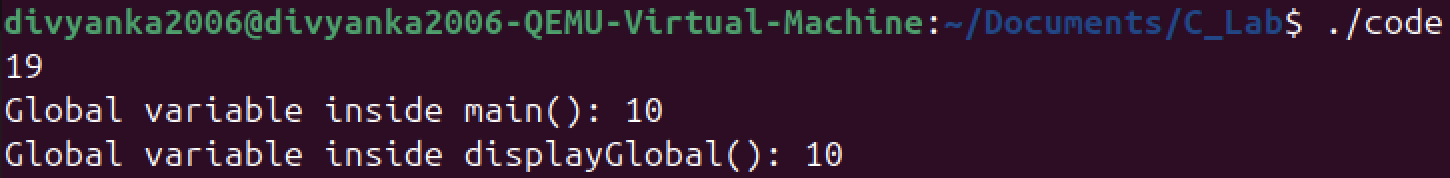 divyanka2006@divyanka2006-QEMU-Virtual-Machine:~/Documents/C_Lab$ ./code
19
Global variable inside main(): 10
Global variable inside displayGlobal(): 10